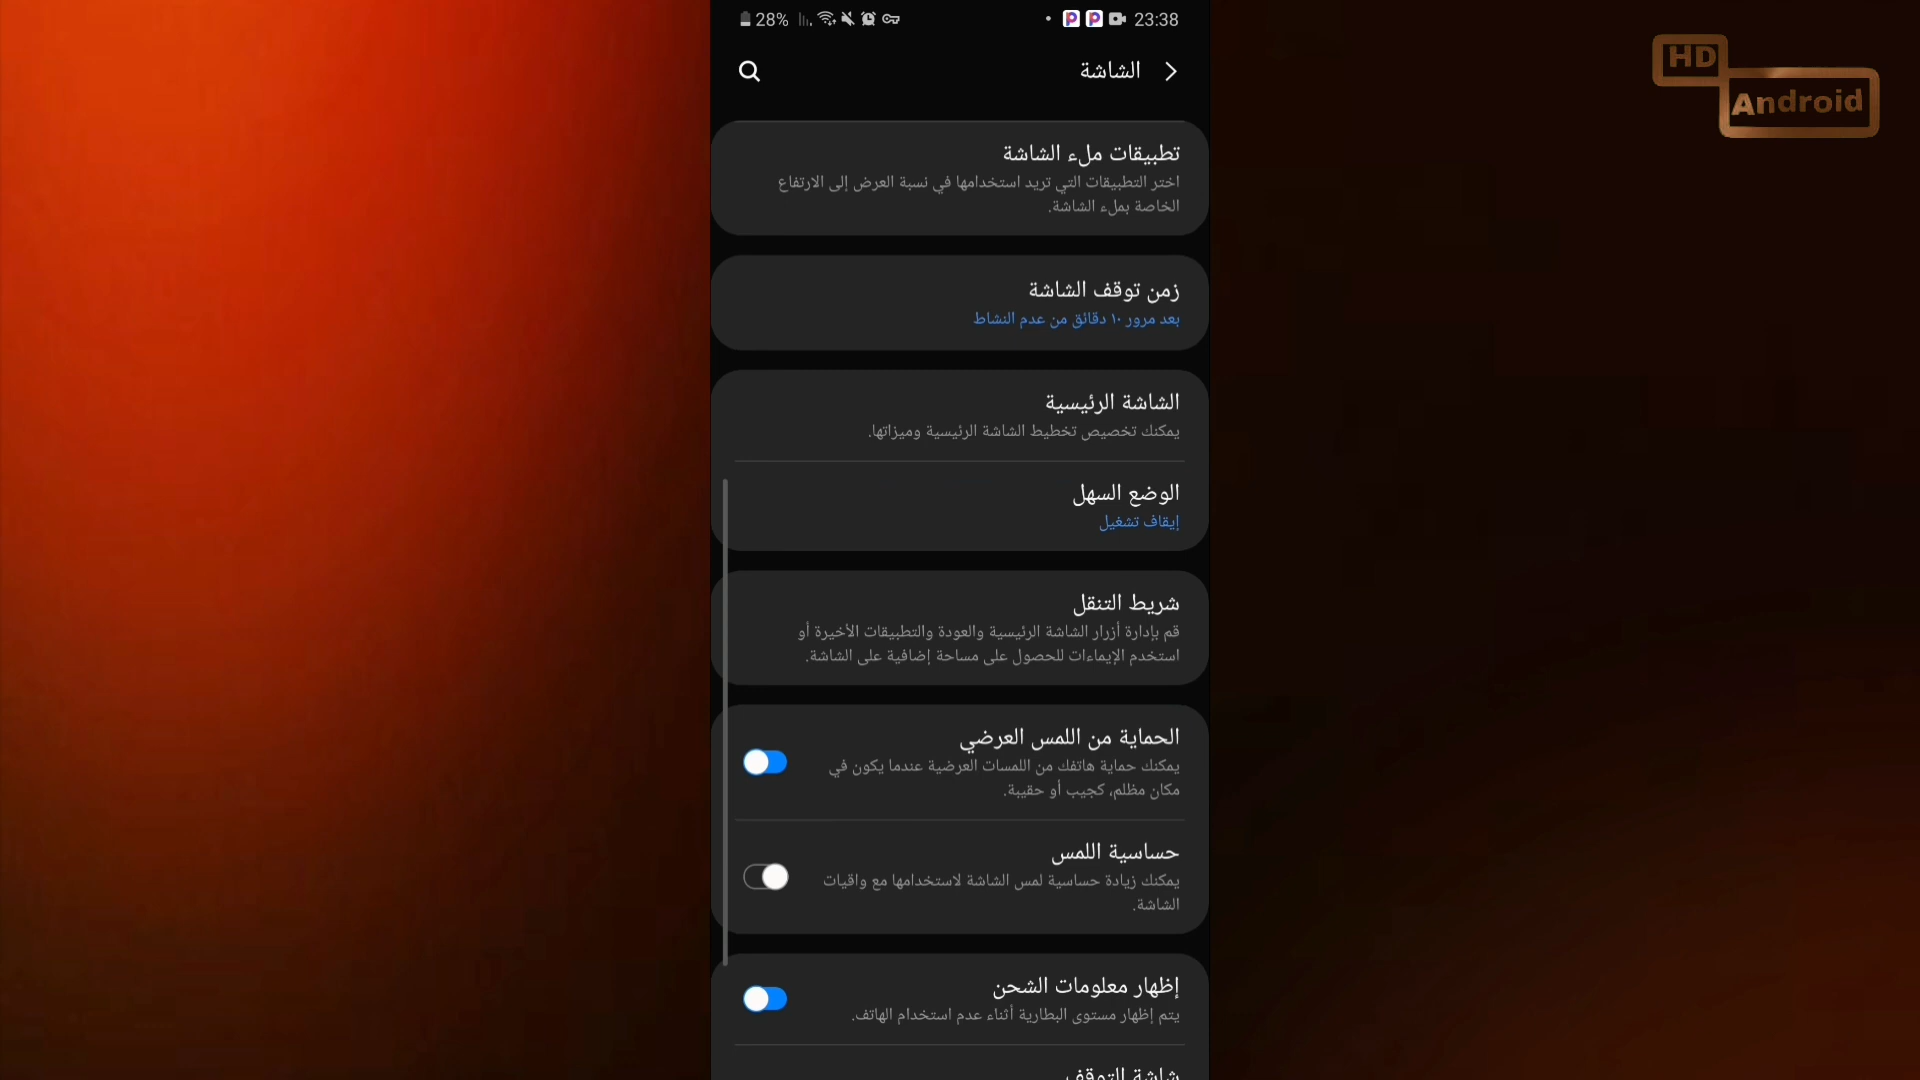 28%
23:38
HD
Android
الشاشة
تطبيقات ملء الشاشة
اختر التطبيقات التي تريد استخدامها في نسبة العرض إلى الارتفاع
الخاصة بملء الشاشة.
زمن توقف الشاشة
بعد مرور ١٠ دقائق من عدم النشاط
الشاشة الرئيسية
يمكنك تخصيص تخطيط الشاشة الرئيسية وميزاتها.
الوضع السهل
إيقاف تشغيل
شريط التنقل
قم بإدارة أزرار الشاشة الرئيسية والعودة والتطبيقات الأخيرة أو
استخدم الإيماءات للحصول على مساحة إضافية على الشاشة.
الحماية من اللمس العرضي
يمكنك حماية هاتفك من اللمسات العرضية عندما يكون في
مكان مظلم، كجيب أو حقيبة.
حساسية اللمس
يمكنك زيادة حساسية لمس الشاشة لاستخدامها مع واقيات
الشاشة.
إظهار معلومات الشحن
يتم إظهار مستوى البطارية أثناء عدم استخدام الهاتف.
شاشة التوقف